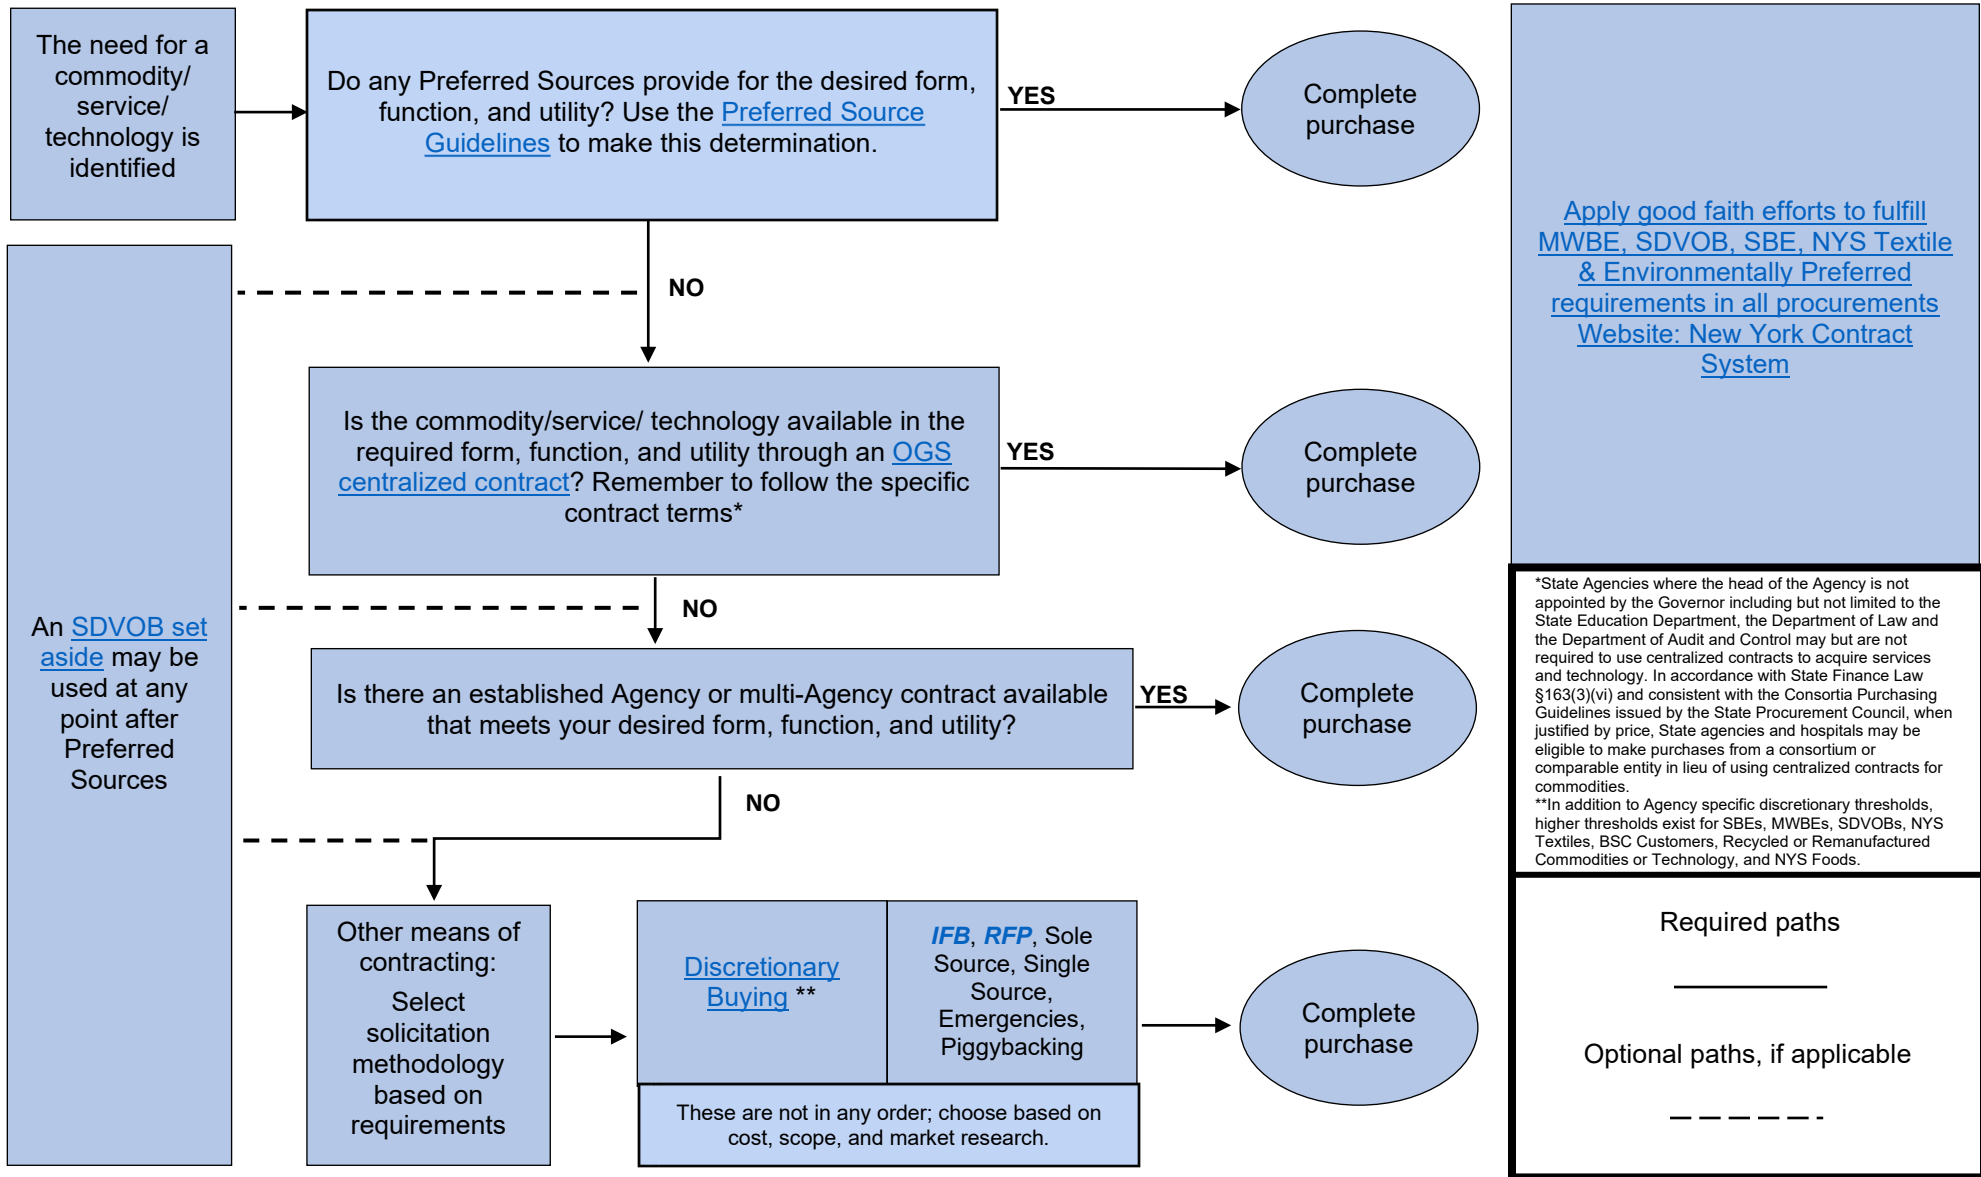 The need for a
commodity/
service/
technology is
identified
Do any Preferred Sources provide for the desired form,
function, and utility? Use the Preferred Source
Guidelines to make this determination.
YES
Complete
purchase
NO
Is the commodity/service/ technology available in the
required form, function, and utility through an OGS
centralized contract? Remember to follow the specific
contract terms*
YES
Complete
purchase
NO
An SDVOB set
aside may be
used at any
point after
Preferred
Sources
Is there an established Agency or multi-Agency contract available
that meets your desired form, function, and utility?
YES
Complete
purchase
NO
Other means of
contracting:
Select
solicitation
methodology
based on
requirements
Discretionary
Buying **
IFB, RFP, Sole
Source, Single
Source,
Emergencies,
Piggybacking
These are not in any order; choose based on
cost, scope, and market research.
Complete
purchase
Apply good faith efforts to fulfill
MWBE, SDVOB, SBE, NYS Textile
& Environmentally Preferred
requirements in all procurements
Website: New York Contract
System
*State Agencies where the head of the Agency is not
appointed by the Governor including but not limited to the
State Education Department, the Department of Law and
the Department of Audit and Control may but are not
required to use centralized contracts to acquire services
and technology. In accordance with State Finance Law
§163(3)(vi) and consistent with the Consortia Purchasing
Guidelines issued by the State Procurement Council, when
justified by price, State agencies and hospitals may be
eligible to make purchases from a consortium or
comparable entity in lieu of using centralized contracts for
commodities.
**In addition to Agency specific discretionary thresholds,
higher thresholds exist for SBEs, MWBEs, SDVOBs, NYS
Textiles, BSC Customers, Recycled or Remanufactured
Commodities or Technology, and NYS Foods.
Required paths
Optional paths, if applicable